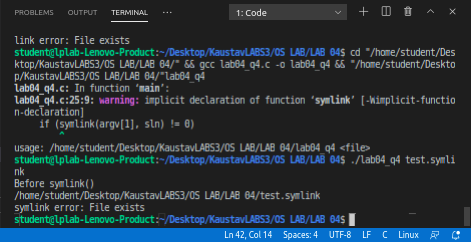 PROBLEMS OUTPUT TERMINAL ... 1: Code
link error: File exists
student@lplab-Lenovo-Product:~/Desktop/KaustavLABS3/OS LAB/LAB 04$ cd "/home/student/Des
ktop/KaustavLABS3/OS LAB/LAB 04/" && gcc lab04_q4.c -o lab04_q4 && "/home/student/Deskto
p/KaustavLABS3/OS LAB/LAB 04/"lab04_q4
lab04_q4.c: In function ‘main’:
lab04_q4.c:25:9: warning: implicit declaration of function ‘symlink’ [-Wimplicit-functio
n-declaration]
if (symlink(argv[1], sln) != 0)
^
usage: /home/student/Desktop/KaustavLABS3/OS LAB/LAB 04/lab04_q4 <file>
student@lplab-Lenovo-Product:~/Desktop/KaustavLABS3/OS LAB/LAB 04$ ./lab04_q4 test.symli
nk
Before symlink()
/home/student/Desktop/KaustavLABS3/OS LAB/LAB 04/test.symlink
symlink error: File exists
student@lplab-Lenovo-Product:~/Desktop/KaustavLABS3/OS LAB/LAB 04$
Ln 42, Col 14 Spaces: 4 UTF-8 LF C Linux